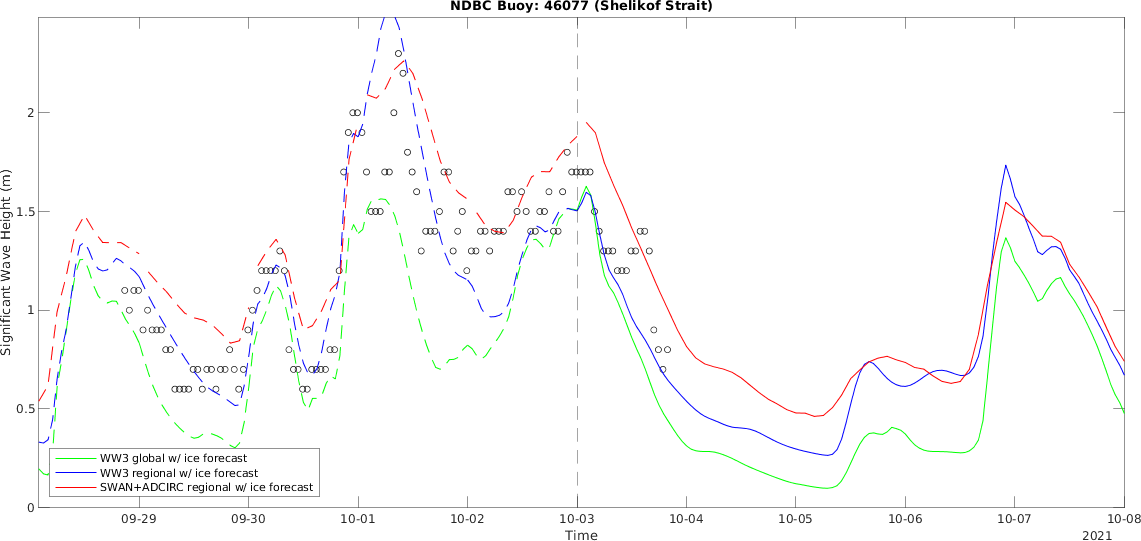 NDBC Buoy: 46077 (Shelikof Strait)
Significant Wave Height (m)
2
1.5
1
0.5
0
WW3 global w/ ice forecast
WW3 regional w/ ice forecast
SWAN+ADCIRC regional w/ ice forecast
09-29 09-30 10-01 10-02 10-03 10-04 10-05 10-06 10-07 10-08
Time 2021